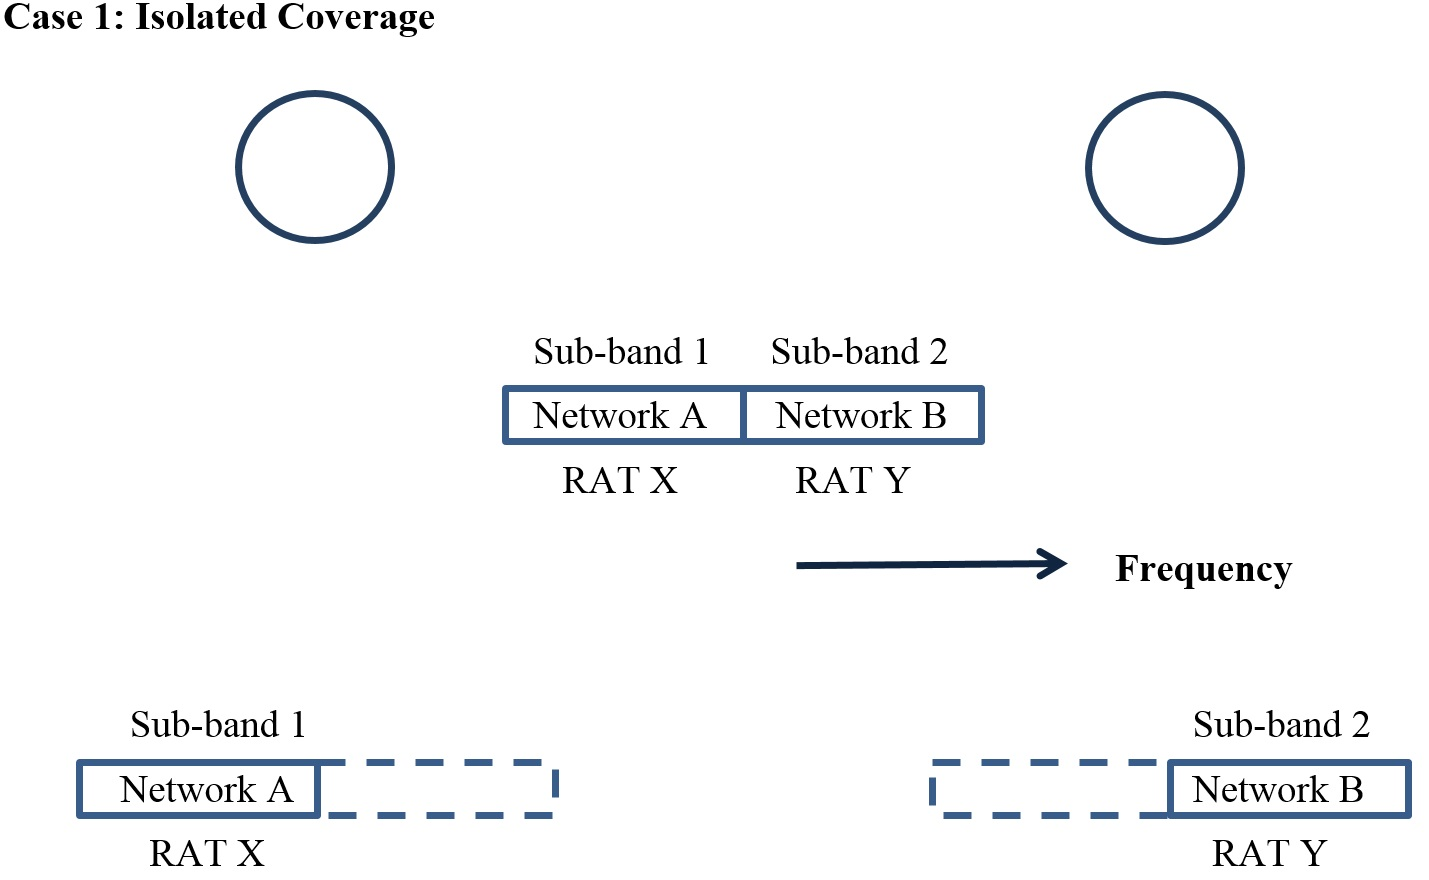 Case 1: Isolated Coverage
Sub-band 1 Sub-band 2
Network A Network B
RAT X RAT Y
Frequency
Sub-band 1 Sub-band 2
Network A Network B
RAT X RAT Y